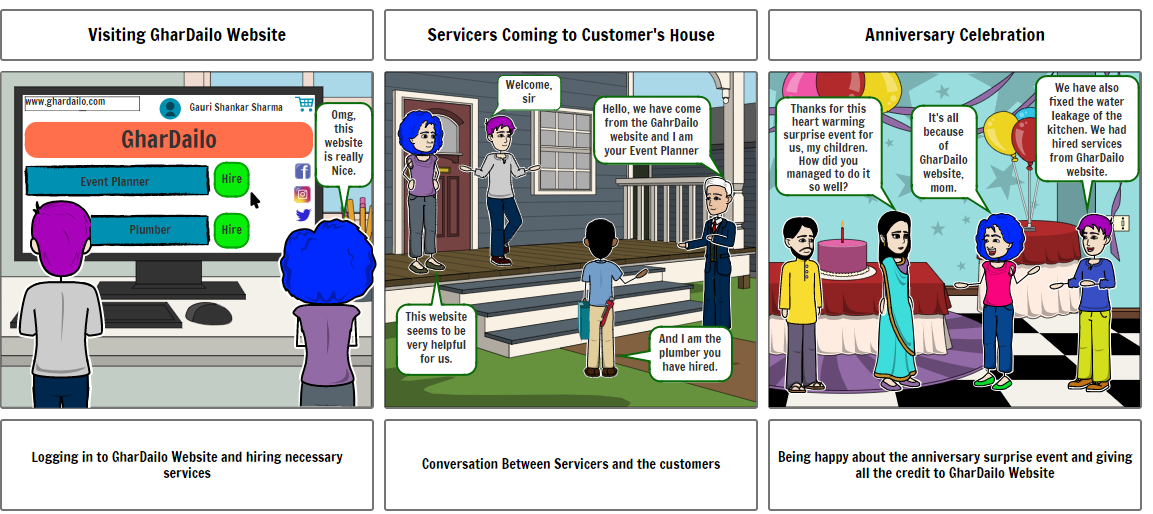 Visiting GharDailo Website
Servicers Coming to Customer's House
Anniversary Celebration
www.ghardailo.com
Gauri Shankar Sharma
GharDailo
Event Planner
Hire
Plumber
Hire
Omg,
this
website
is really
Nice.
Welcome,
sir
Hello, we have come
from the GahrDailo
website and I am
your Event Planner
This website
seems to be
very helpful
for us.
And I am the
plumber you
have hired.
Thanks for this
heart warming
surprise event for
us, my children.
How did you
managed to do it
so well?
It's all
because
of
GharDailo
website,
mom.
We have also
fixed the water
leakage of the
kitchen. We had
hired services
from GharDailo
website.
Logging in to GharDailo Website and hiring necessary
services
Conversation Between Servicers and the customers
Being happy about the anniversary surprise event and giving
all the credit to GharDailo Website